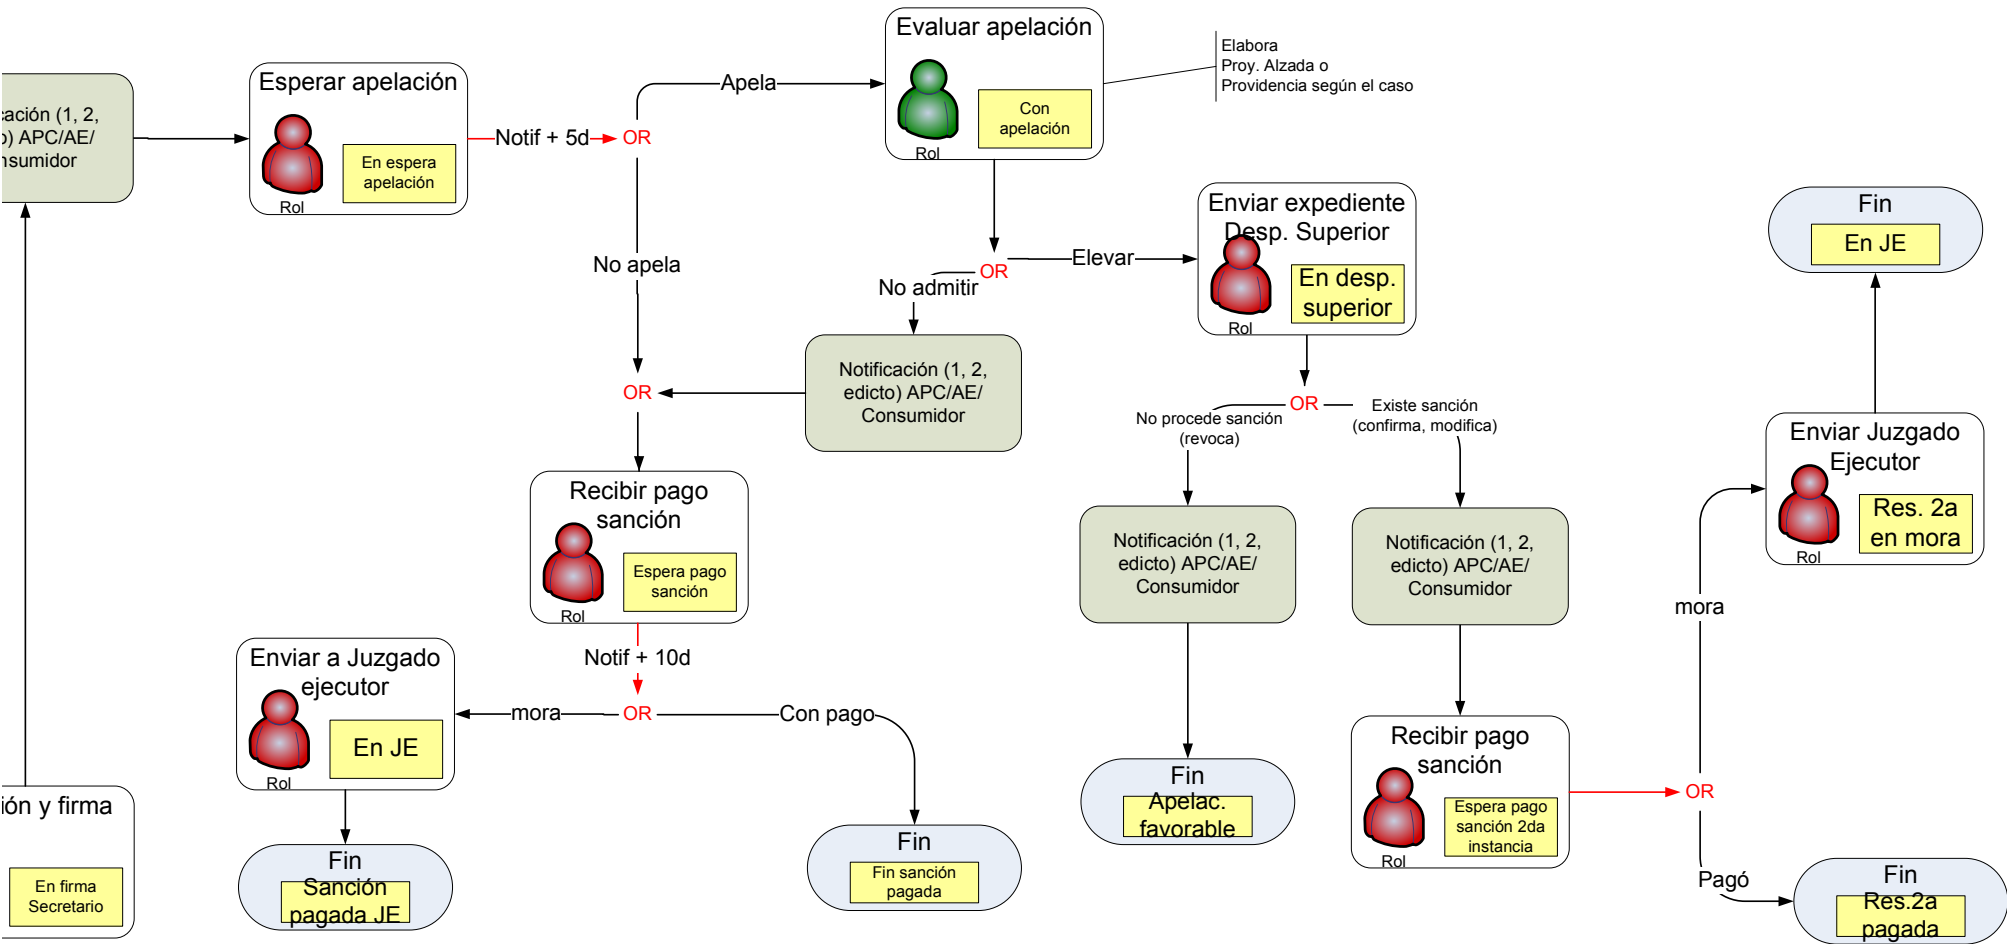 Evaluar apelación
Con
apelación
Rol
Elabora
Proy. Alzada o
Providencia según el caso
APC/AE/
Esperar apelación
En espera
apelación
Rol
Notif + 5d
OR
Apela
No apela
OR
Elevar
No admitir
Enviar expediente
Desp. Superior
En desp.
superior
Rol
Fin
En JE
Notificación (1, 2,
edicto) APC/AE/
Consumidor
OR
OR
No procede sanción
(revoca)
Existe sanción
(confirma, modifica)
Enviar Juzgado
Ejecutor
Res. 2a
en mora
Rol
Recibir pago
sanción
Espera pago
sanción
Rol
Notificación (1, 2,
edicto) APC/AE/
Consumidor
Notificación (1, 2,
edicto) APC/AE/
Consumidor
mora
Notif + 10d
OR
mora
Con pago
Enviar a Juzgado
ejecutor
En JE
Rol
Fin
Apelac.
favorable
Recibir pago
sanción
Espera pago
sanción 2da
instancia
Rol
OR
Pagó
y firma
En firma
Secretario
Fin
Sanción
pagada JE
Fin
Fin sanción
pagada
Fin
Res.2a
pagada